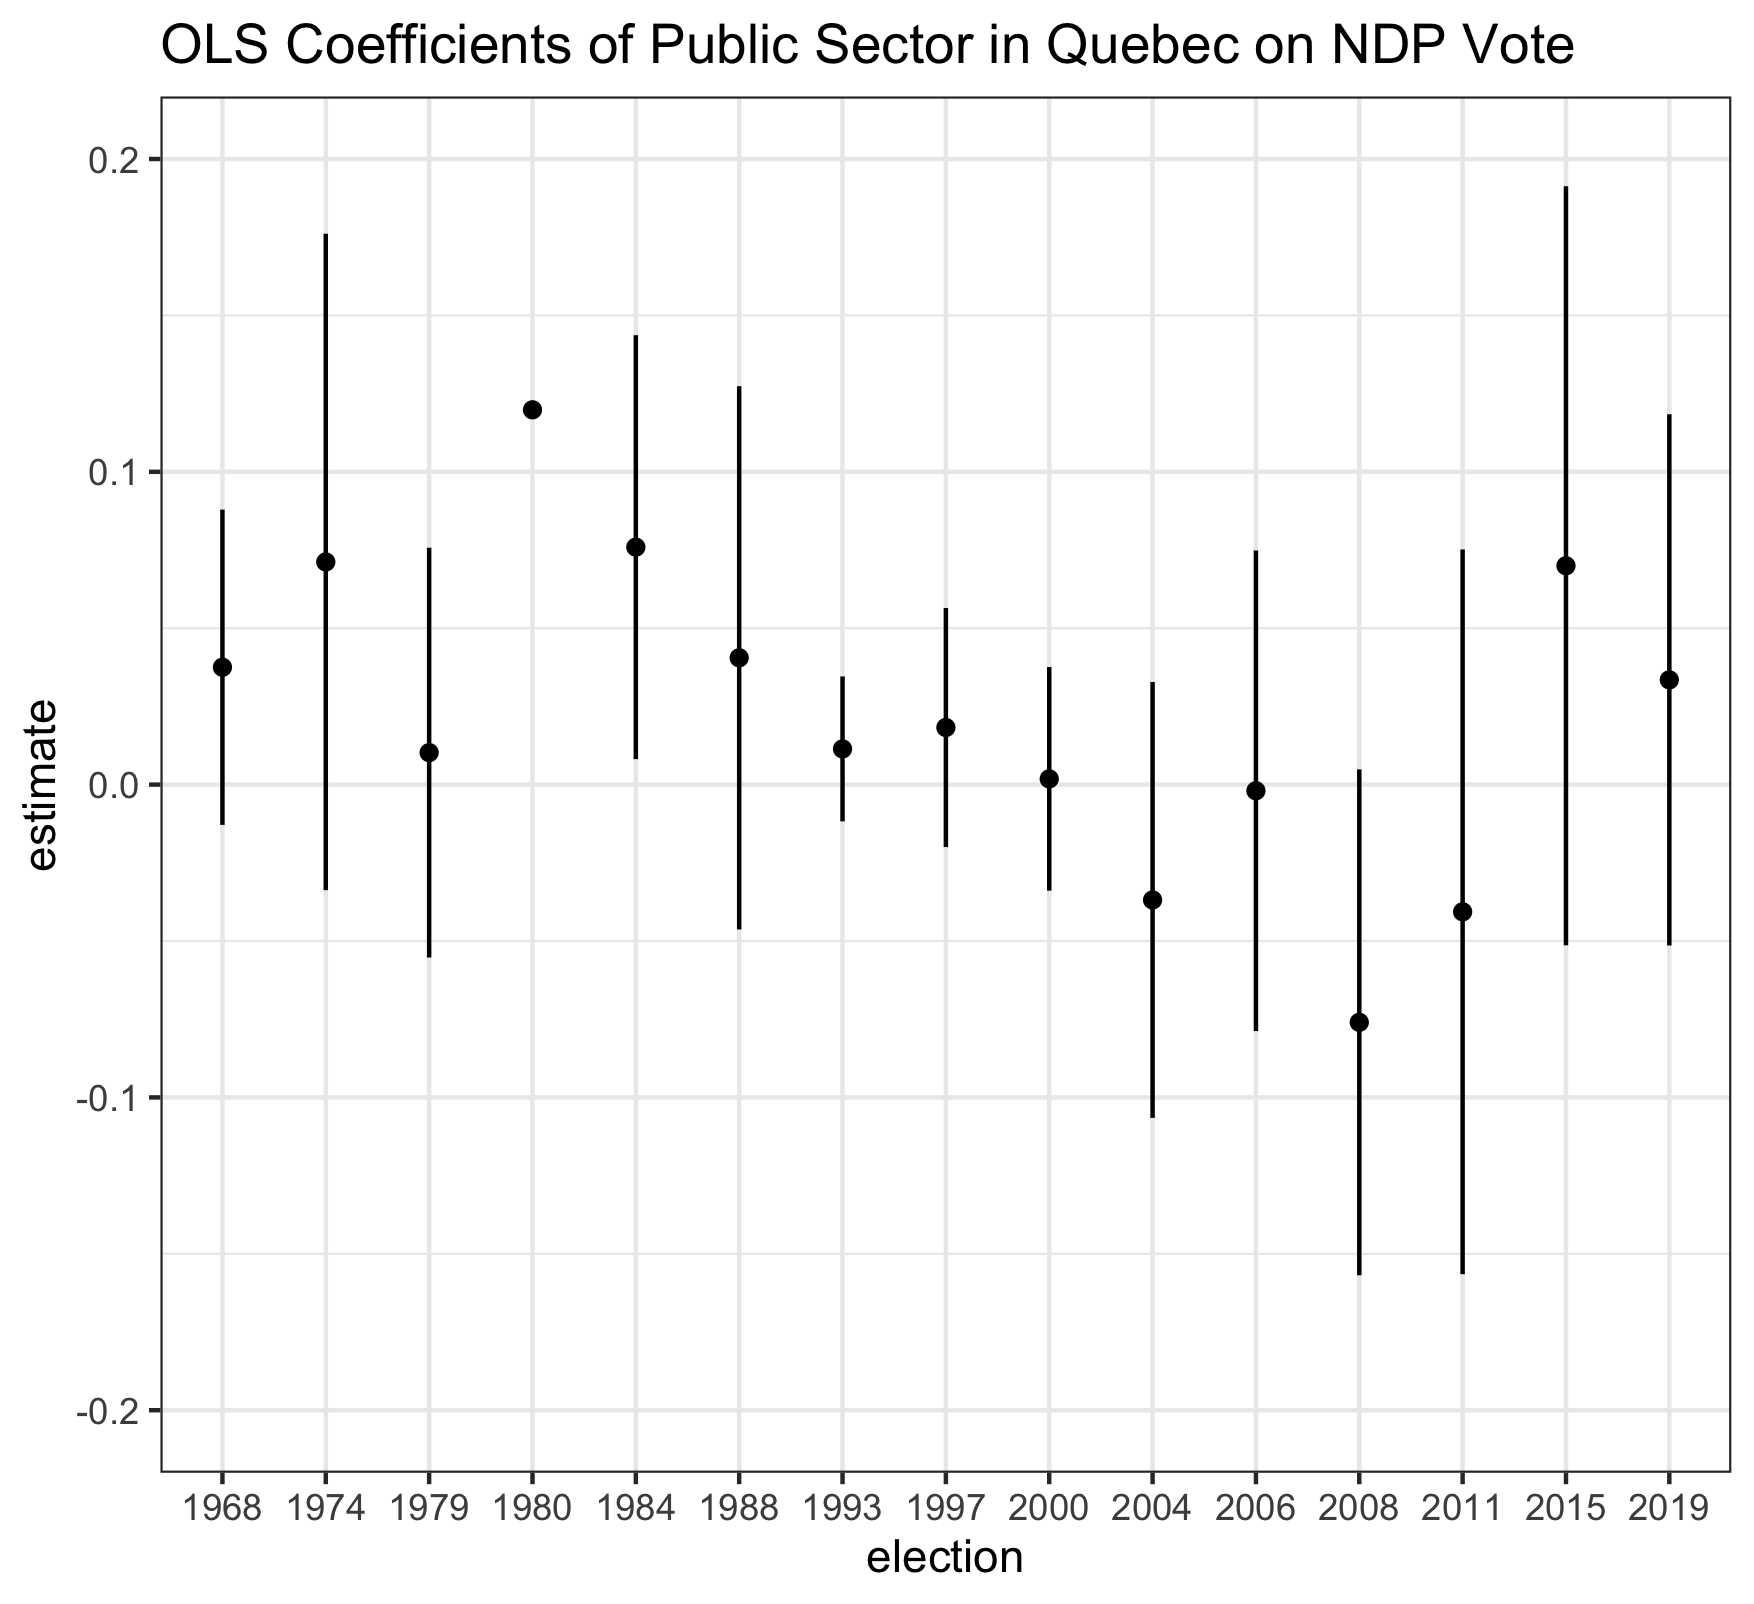 OLS Coefficients of Public Sector in Quebec on NDP Vote
0.2
0.1
0.0
-0.1
-0.2
estimate
1968 1974 1979 1980 1984 1988 1993 1997 2000 2004 2006 2008 2011 2015 2019
election